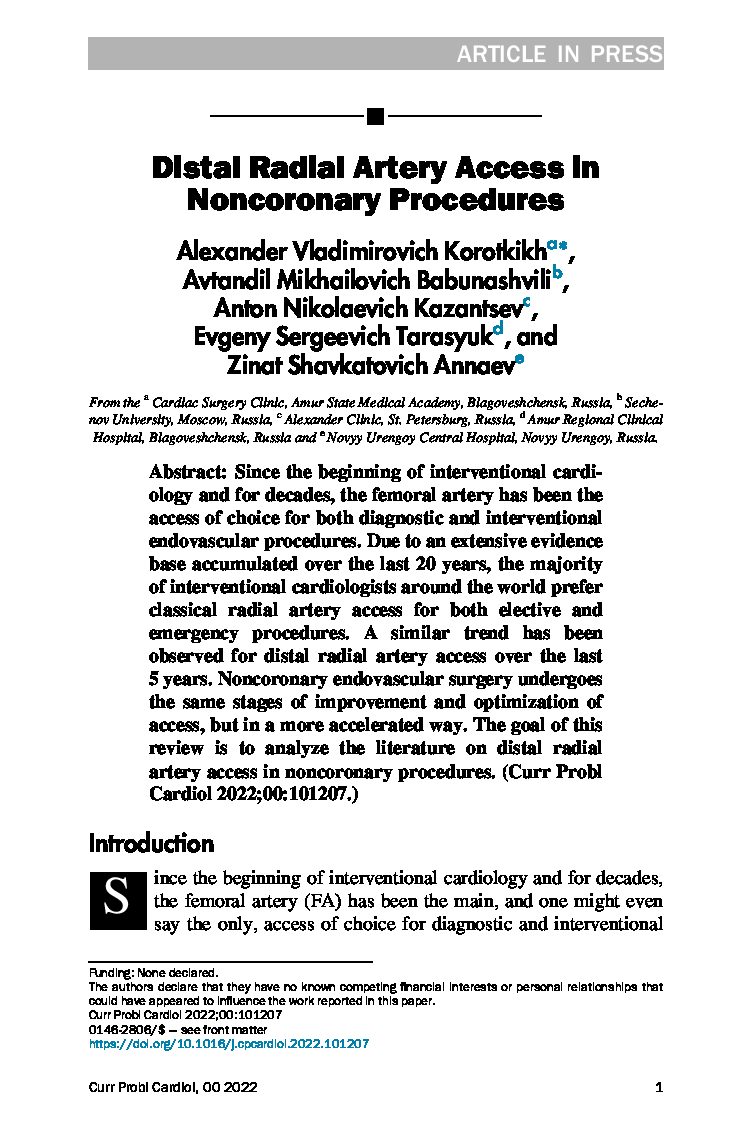 ARTICLE IN PRESS
Distal Radial Artery Access in
Noncoronary Procedures
Alexander Vladimirovich Korotkikh a*,
Avtandil Mikhailovich Babunashvili b,
Anton Nikolaevich Kazantsev c,
Evgeny Sergeevich Tarasyuk d, and
Zinat Shavkatovich Annaev e
From the a Cardiac Surgery Clinic, Amur State Medical Academy, Blagoveshchensk, Russia, b Seche-
nov University, Moscow, Russia, c Alexander Clinic, St. Petersburg, Russia, d Amur Regional Clinical
Hospital, Blagoveshchensk, Russia and e Novyy Urengoy Central Hospital, Novyy Urengoy, Russia.
Abstract: Since the beginning of interventional cardi-
ology and for decades, the femoral artery has been the
access of choice for both diagnostic and interventional
endovascular procedures. Due to an extensive evidence
base accumulated over the last 20 years, the majority
of interventional cardiologists around the world prefer
classical radial artery access for both elective and
emergency procedures. A similar trend has been
observed for distal radial artery access over the last
5 years. Noncoronary endovascular surgery undergoes
the same stages of improvement and optimization of
access, but in a more accelerated way. The goal of this
review is to analyze the literature on distal radial
artery access in noncoronary procedures. (Curr Probl
Cardiol 2022;00:101207.)
Introduction
Since the beginning of interventional cardiology and for decades,
the femoral artery (FA) has been the main, and one might even
say the only, access of choice for diagnostic and interventional
Funding: None declared.
The authors declare that they have no known competing financial interests or personal relationships that
could have appeared to influence the work reported in this paper.
Curr Probl Cardiol 2022;00:101207
0146-2806/$ – see front matter
https://doi.org/10.1016/j.cpcardiol.2022.101207
Curr Probl Cardiol, 00 2022
1